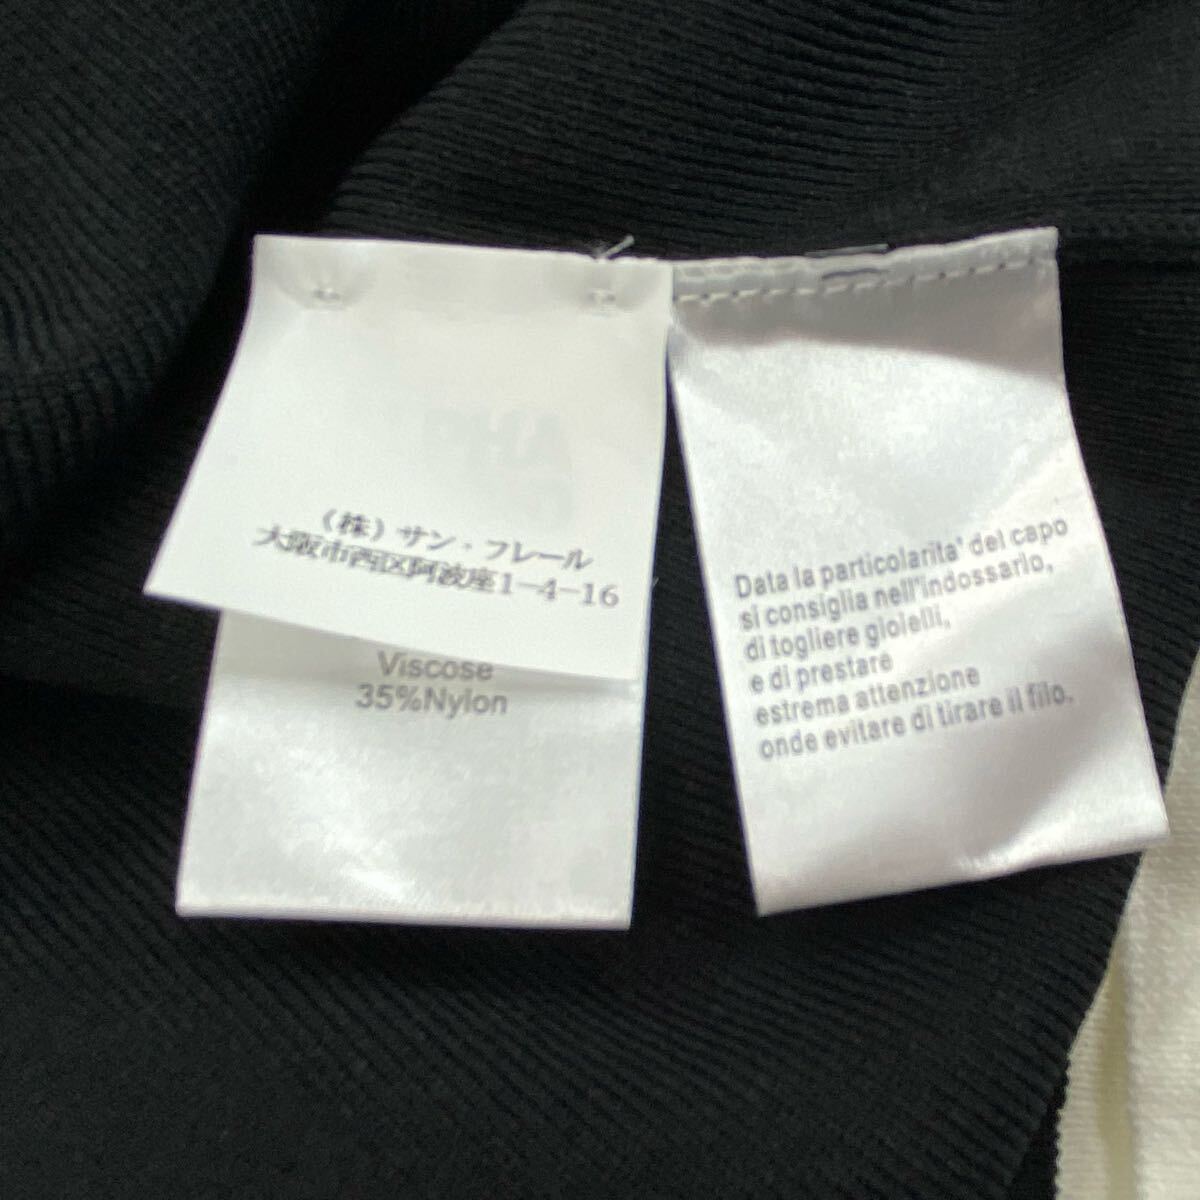 （株）サン・フレール
大阪市西区阿波座1-4-16
Viscose
35%Nylon
Data la particolarita' del capo
si consiglia nell'indossarlo,
di togliere gioielli,
e di prestare
estrema attenzione
onde evitare di tirare il filo.